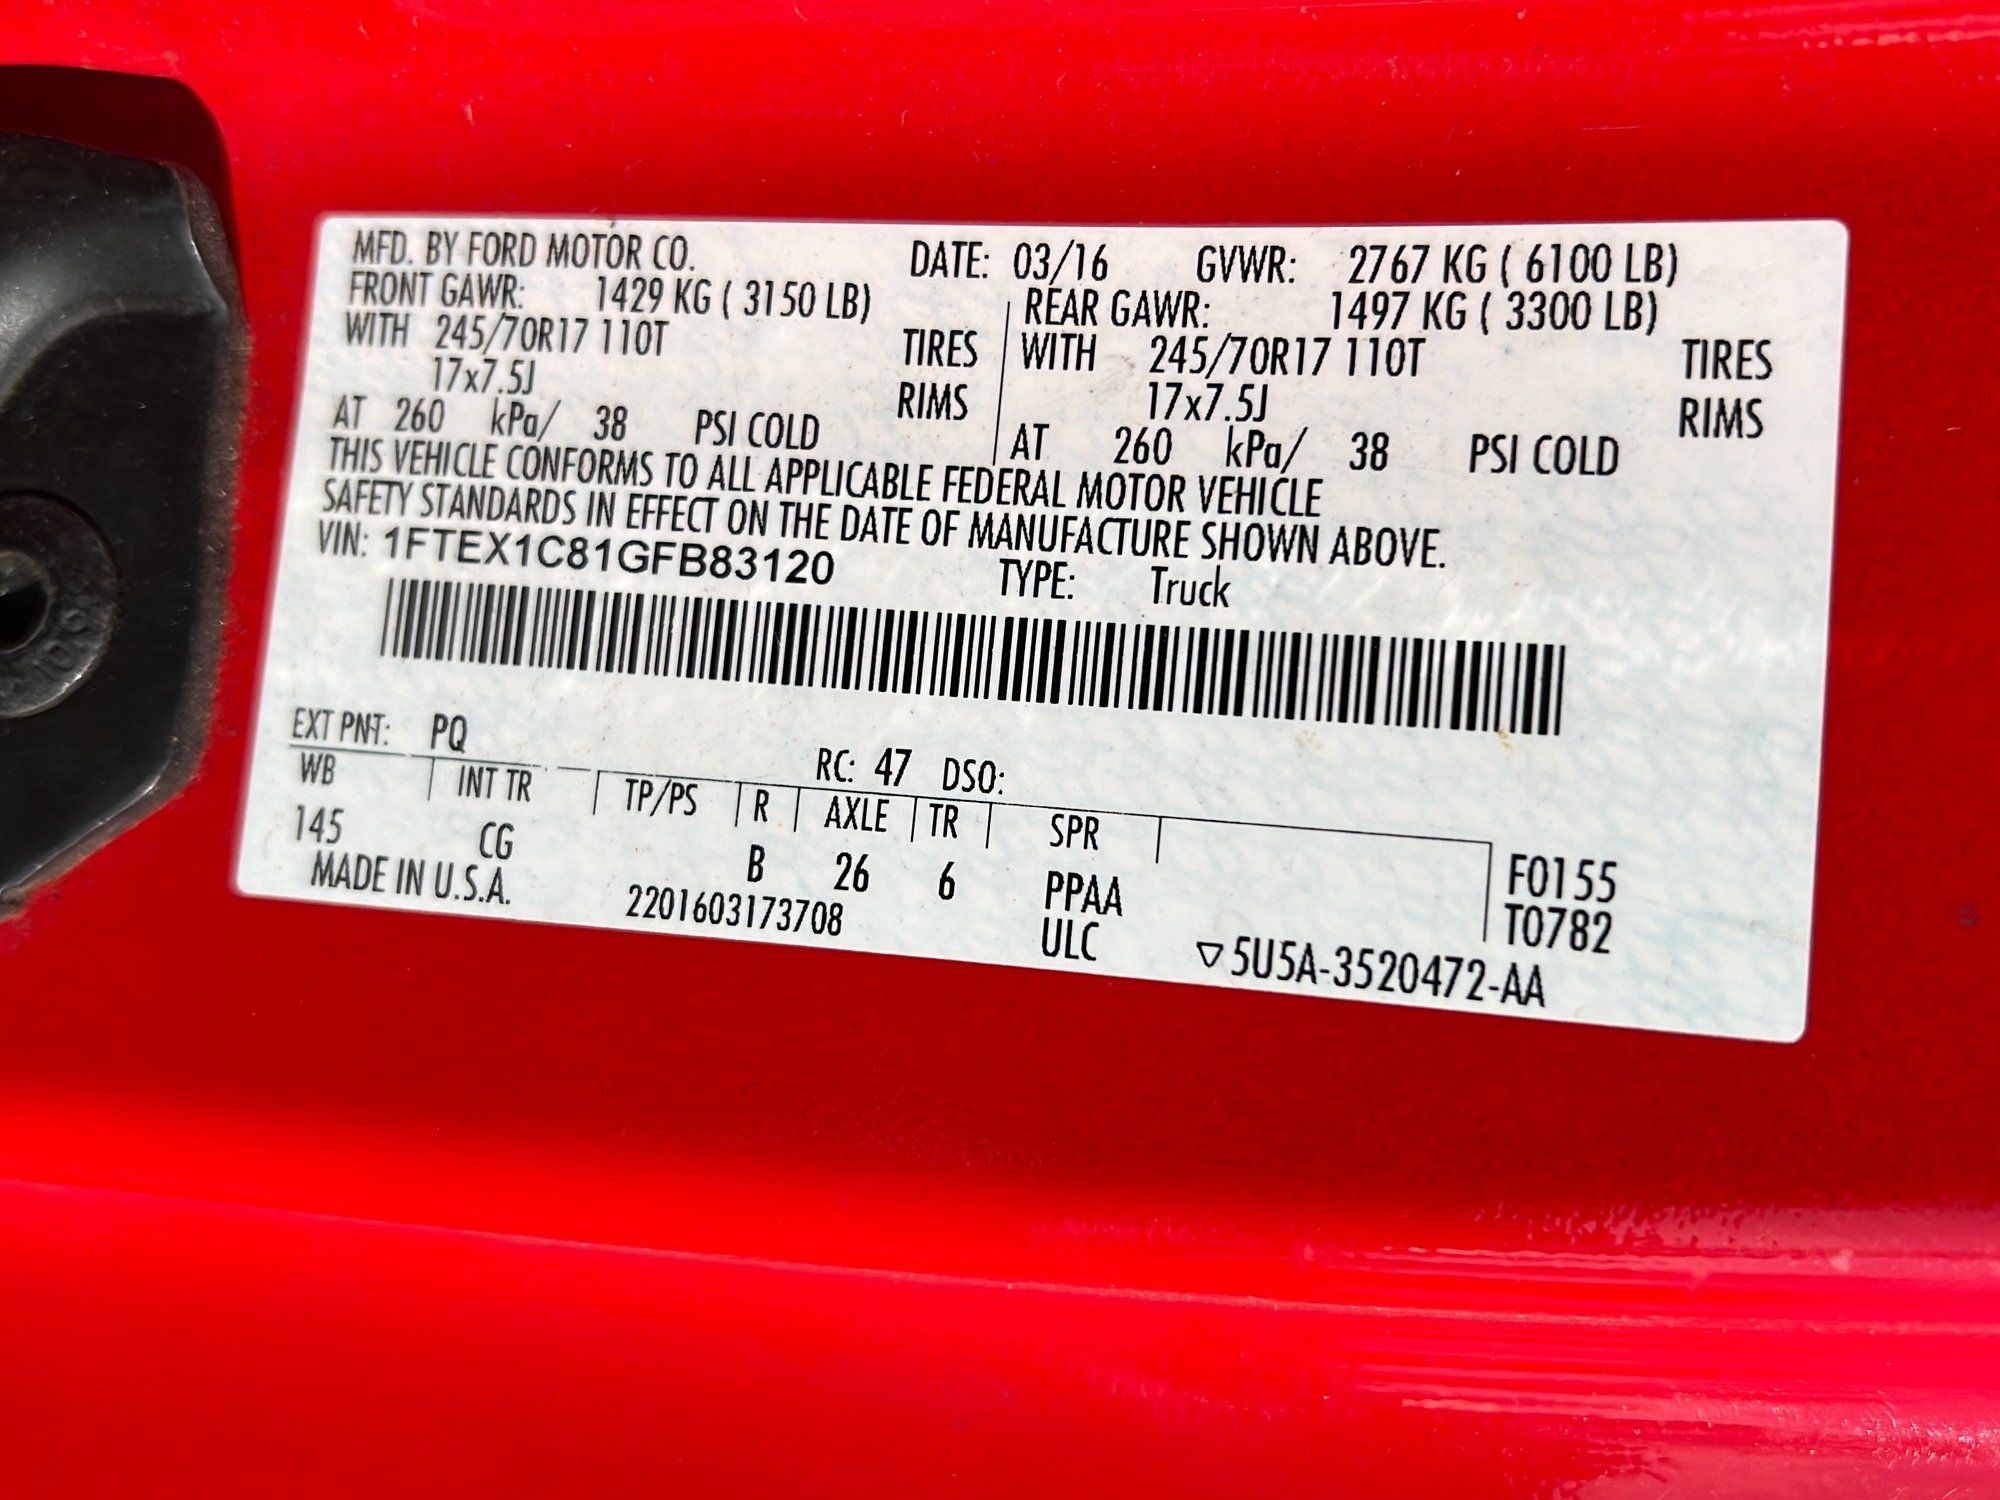 MFD. BY FORD MOTOR CO. DATE: 03/16 GVWR: 2767 KG ( 6100 LB)
FRONT GAWR: 1429 KG ( 3150 LB) REAR GAWR: 1497 KG ( 3300 LB)
WITH 245/70R17 110T TIRES WITH 245/70R17 110T TIRES
17x7.5J RIMS 17x7.5J RIMS
AT 260 kPa/ 38 PSI COLD AT 260 kPa/ 38 PSI COLD
THIS VEHICLE CONFORMS TO ALL APPLICABLE FEDERAL MOTOR VEHICLE
SAFETY STANDARDS IN EFFECT ON THE DATE OF MANUFACTURE SHOWN ABOVE.
VIN: 1FTEX1C81GFB83120 TYPE: Truck
EXT PNT: PQ RC: 47 DSO:
WB INT TR TP/PS R AXLE TR SPR
145 CG B 26 6 PPAA F0155
MADE IN U.S.A. 2201603173708 ULC T0782
▽5U5A-3520472-AA